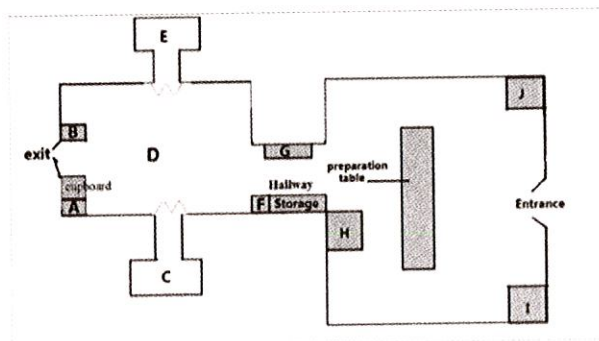 E
J
B
exit
D
G
preparation
table
cupboard
Hallway
A
F Storage
Entrance
H
C
I